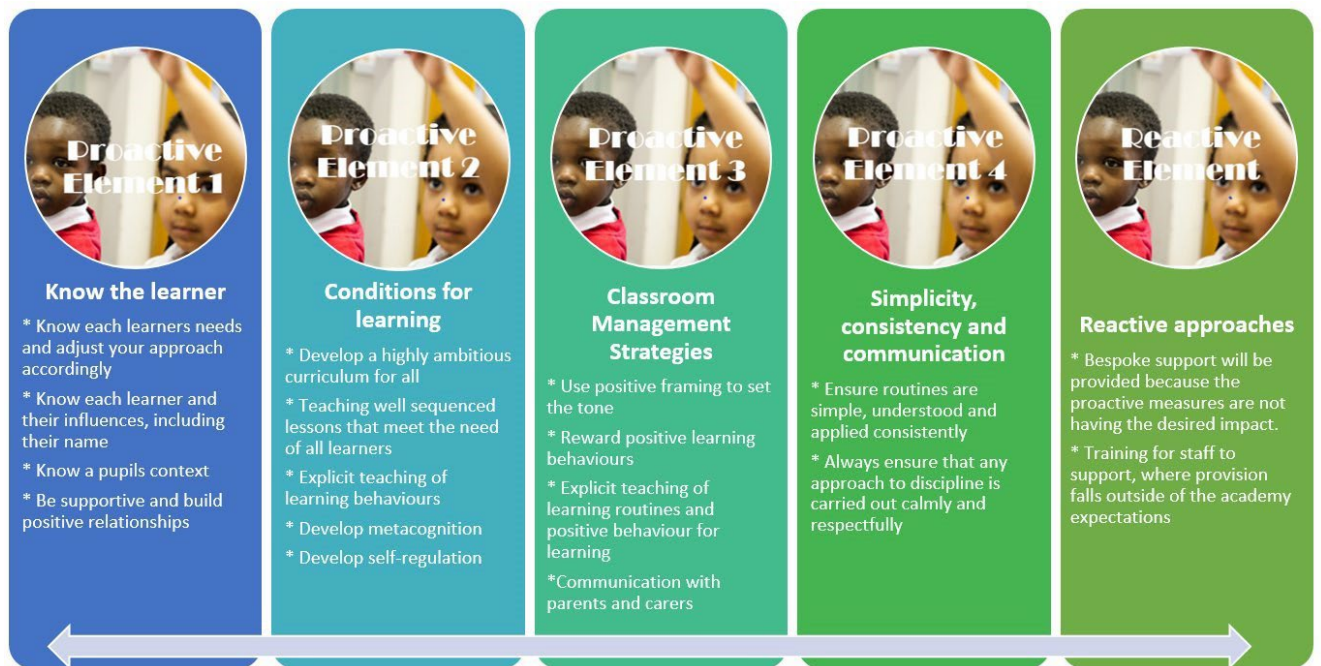 Proactive
Element 1
Know the learner
* Know each learners needs
and adjust your approach
accordingly
* Know each learner and
their influences, including
their name
* Know a pupils context
* Be supportive and build
positive relationships
Proactive
Element 2
Conditions for
learning
* Develop a highly ambitious
curriculum for all
* Teaching well sequenced
lessons that meet the need
of all learners
* Explicit teaching of
learning behaviours
* Develop metacognition
* Develop self-regulation
Proactive
Element 3
Classroom
Management
Strategies
* Use positive framing to set
the tone
* Reward positive learning
behaviours
* Explicit teaching of
learning routines and
positive behaviour for
learning
*Communication with
parents and carers
Proactive
Element 4
Simplicity,
consistency and
communication
* Ensure routines are
simple, understood and
applied consistently
* Always ensure that any
approach to discipline is
carried out calmly and
respectfully
Reactive
Element
Reactive approaches
* Bespoke support will be
provided because the
proactive measures are not
having the desired impact.
* Training for staff to
support, where provision
falls outside of the academy
expectations